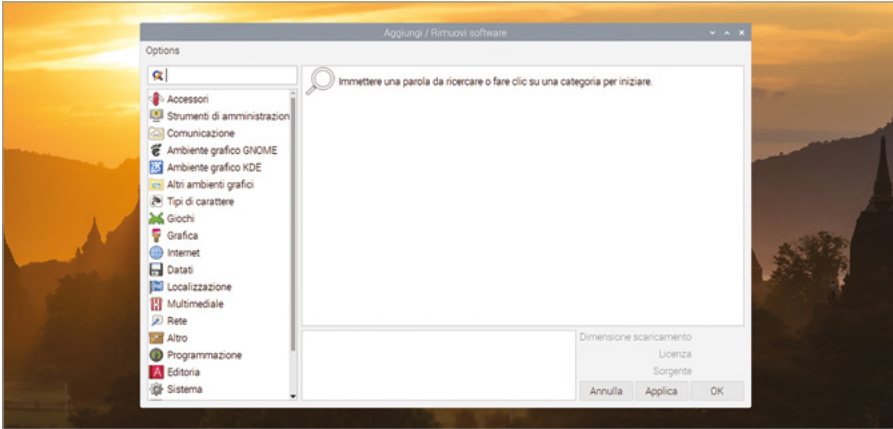 Aggiungi / Rimuovi software
Options
Immettere una parola da ricercare o fare clic su una categoria per iniziare.
Accessori
Strumenti di amministrazion
Comunicazione
Ambiente grafico GNOME
Ambiente grafico KDE
Altri ambienti grafici
Tipi di carattere
Giochi
Grafica
Internet
Datati
Localizzazione
Multimediale
Rete
Altro
Programmazione
Editoria
Sistema
Dimensione scaricamento
Licenza
Sorgente
Annulla Applica OK